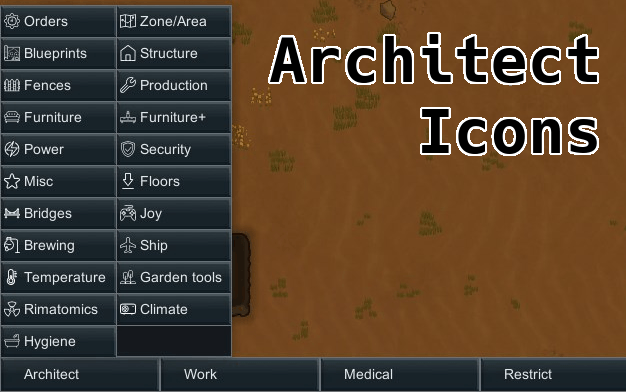 Orders Zone/Area
Blueprints Structure
Fences Production
Furniture Furniture+
Power Security
Misc Floors
Bridges Joy
Brewing Ship
Temperature Garden tools
Rimatomics Climate
Hygiene
Architect Work Medical Restrict
Architect
Icons